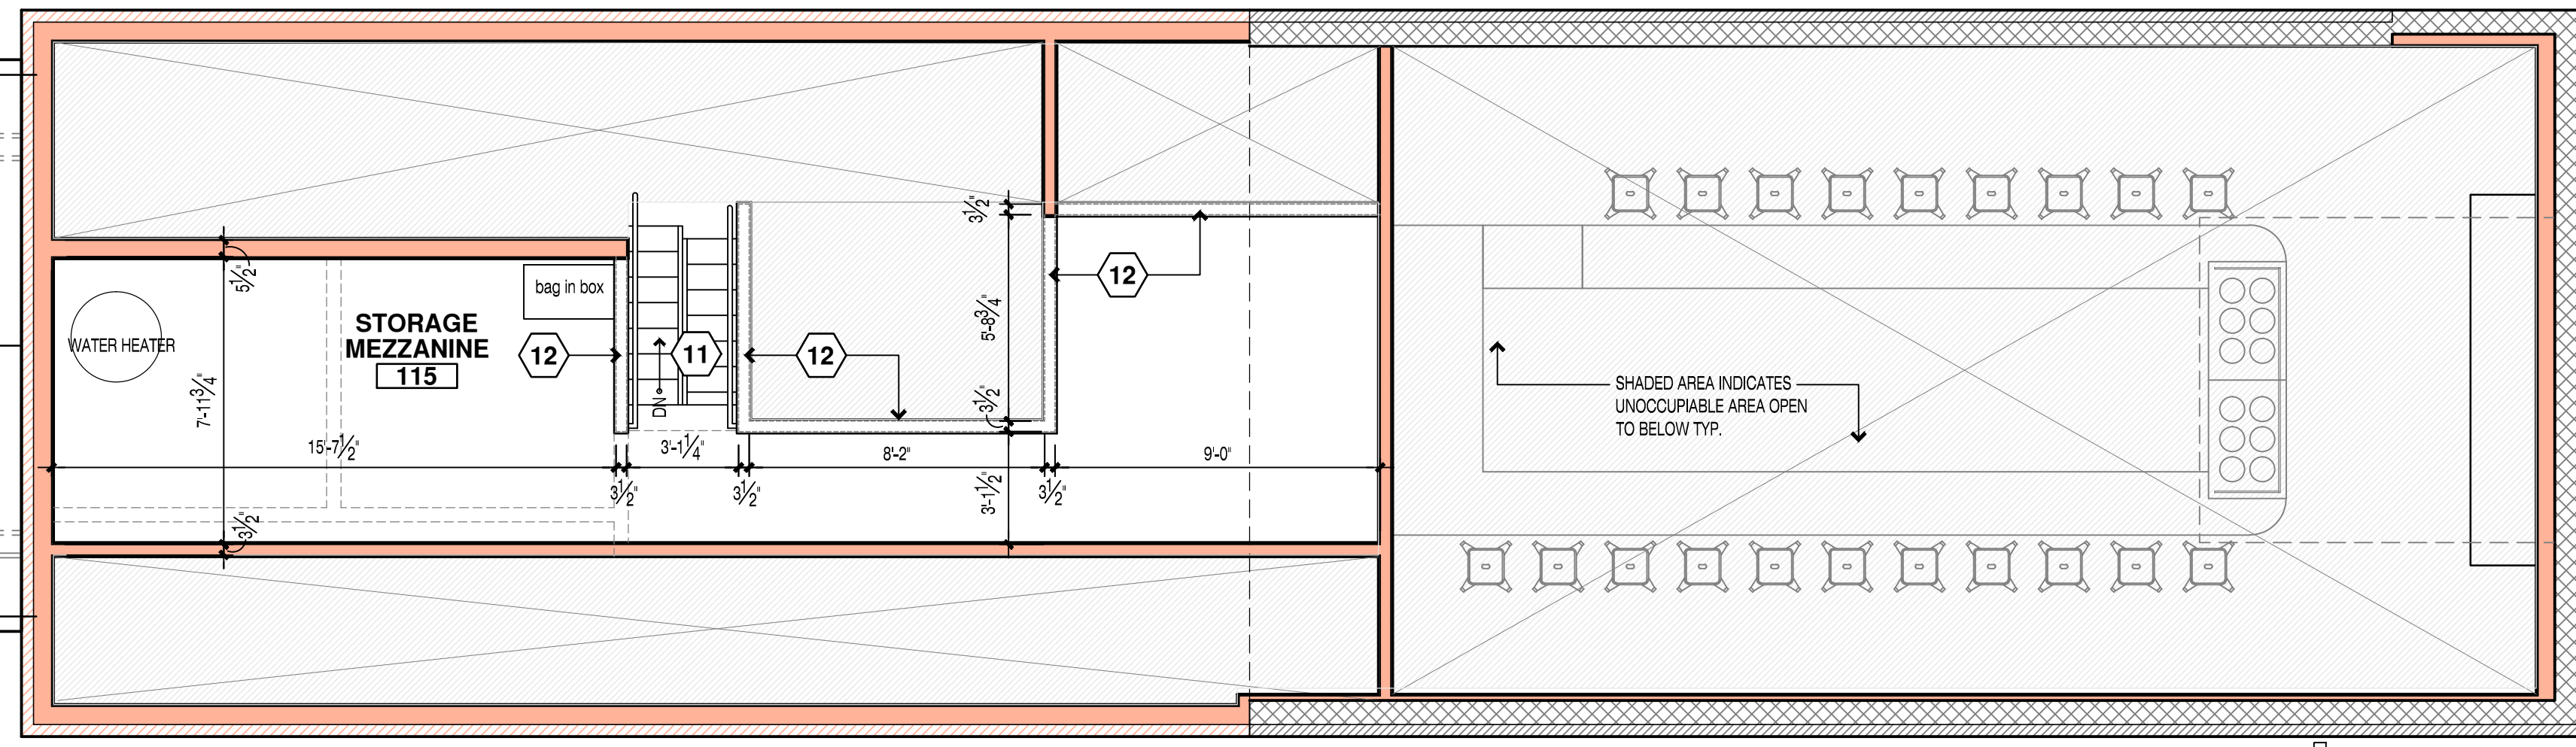 3½"
5½"
bag in box
12
STORAGE
MEZZANINE
115
WATER HEATER
12
11
12
5'-8¾"
7'-11¾"
DN
3½"
SHADED AREA INDICATES
UNOCCUPIABLE AREA OPEN
TO BELOW TYP.
15'-7½"
3'-1¼"
8'-2"
9'-0"
3½"
3½"
3'-1½"
3½"
3½"